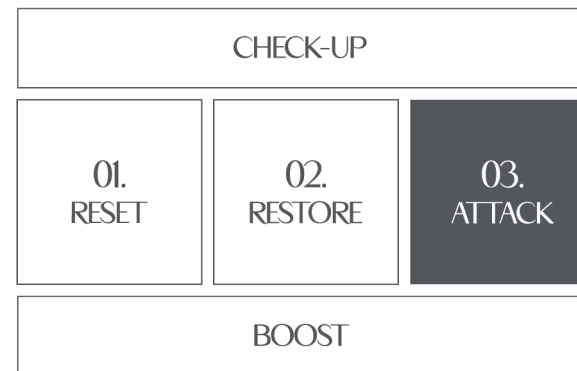 CHECK-UP
01.
RESET
02.
RESTORE
03.
ATTACK
BOOST